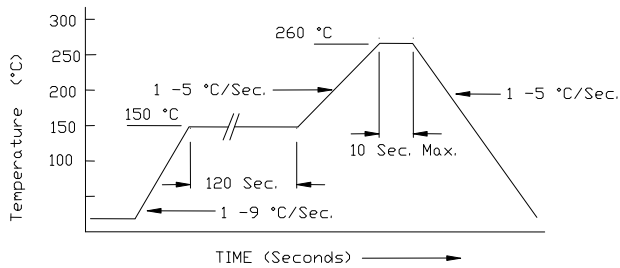 300
260 °C
250
200
1 -5 °C/Sec.
1 -5 °C/Sec.
150 °C
150
10 Sec. Max.
100
120 Sec.
1 -9 °C/Sec.
Temperature (°C)
TIME (Seconds)